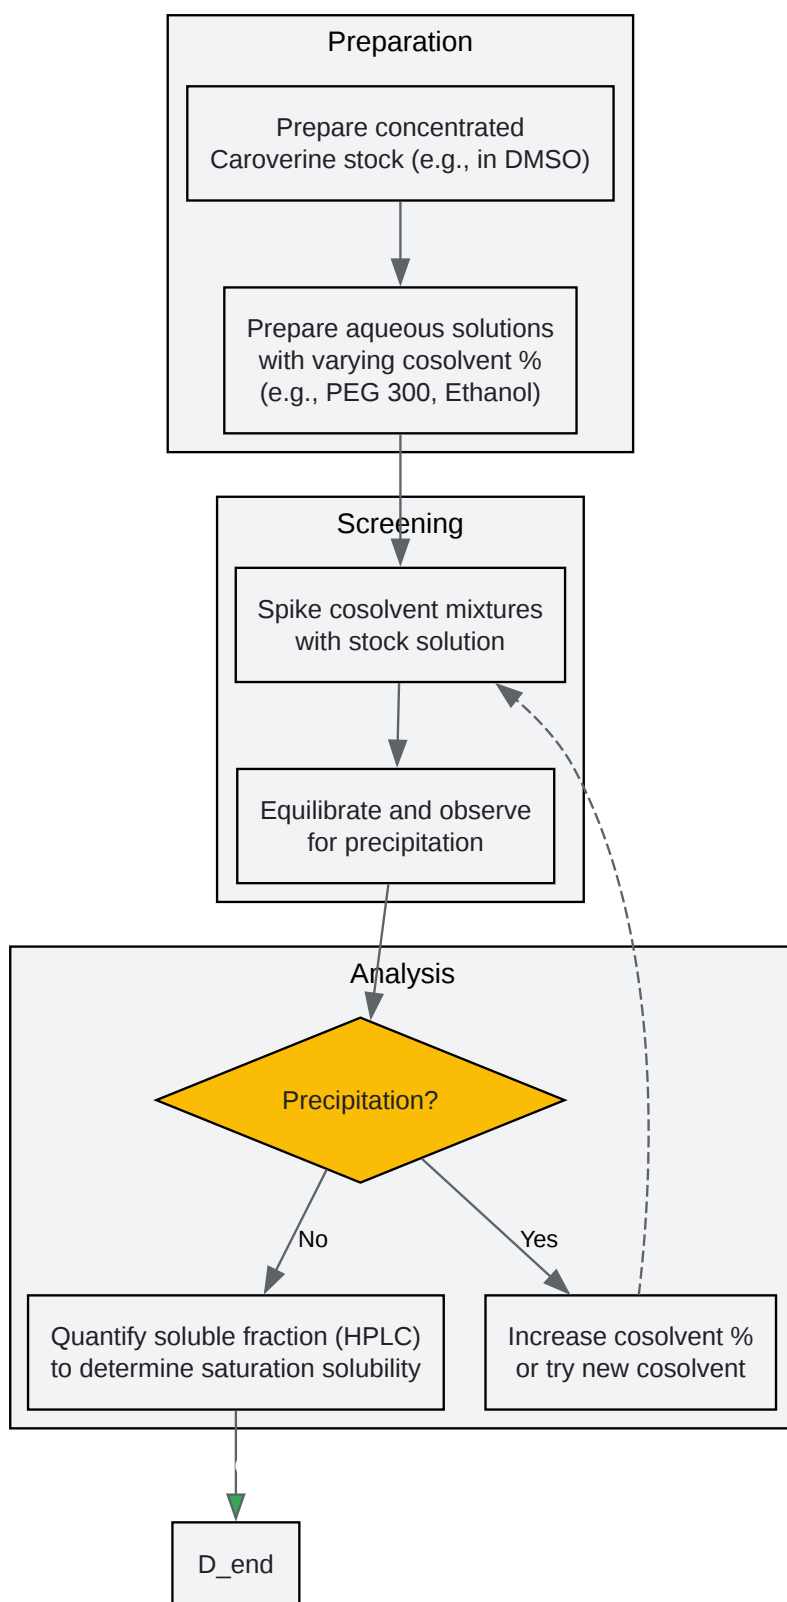 Preparation
Prepare concentrated
Caroverine stock (e.g., in DMSO)
Prepare aqueous solutions
with varying cosolvent %
(e.g., PEG 300, Ethanol)
Screening
Spike cosolvent mixtures
with stock solution
Equilibrate and observe
for precipitation
Analysis
Precipitation?
No
Yes
Quantify soluble fraction (HPLC)
to determine saturation solubility
Increase cosolvent %
or try new cosolvent
D_end